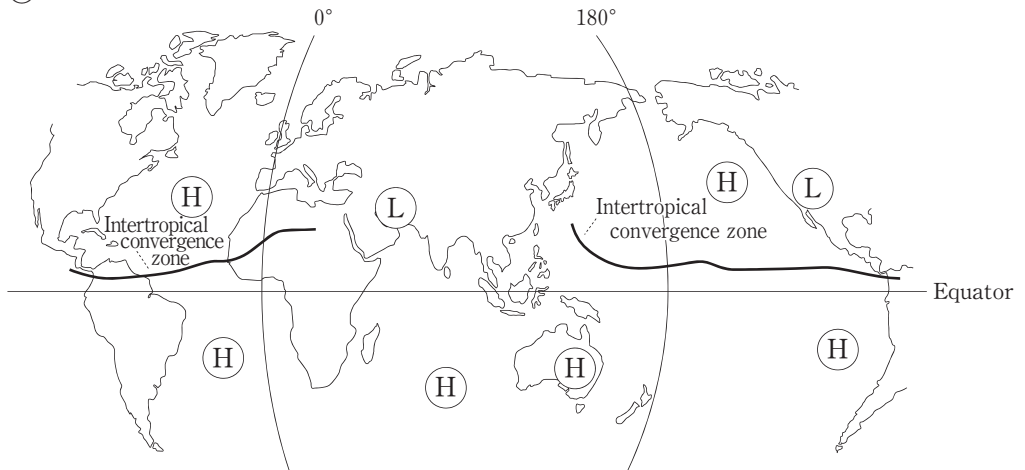 0°
180°
H
H
L
L
Intertropical
convergence
zone
Intertropical
convergence zone
Equator
H
H
H
H